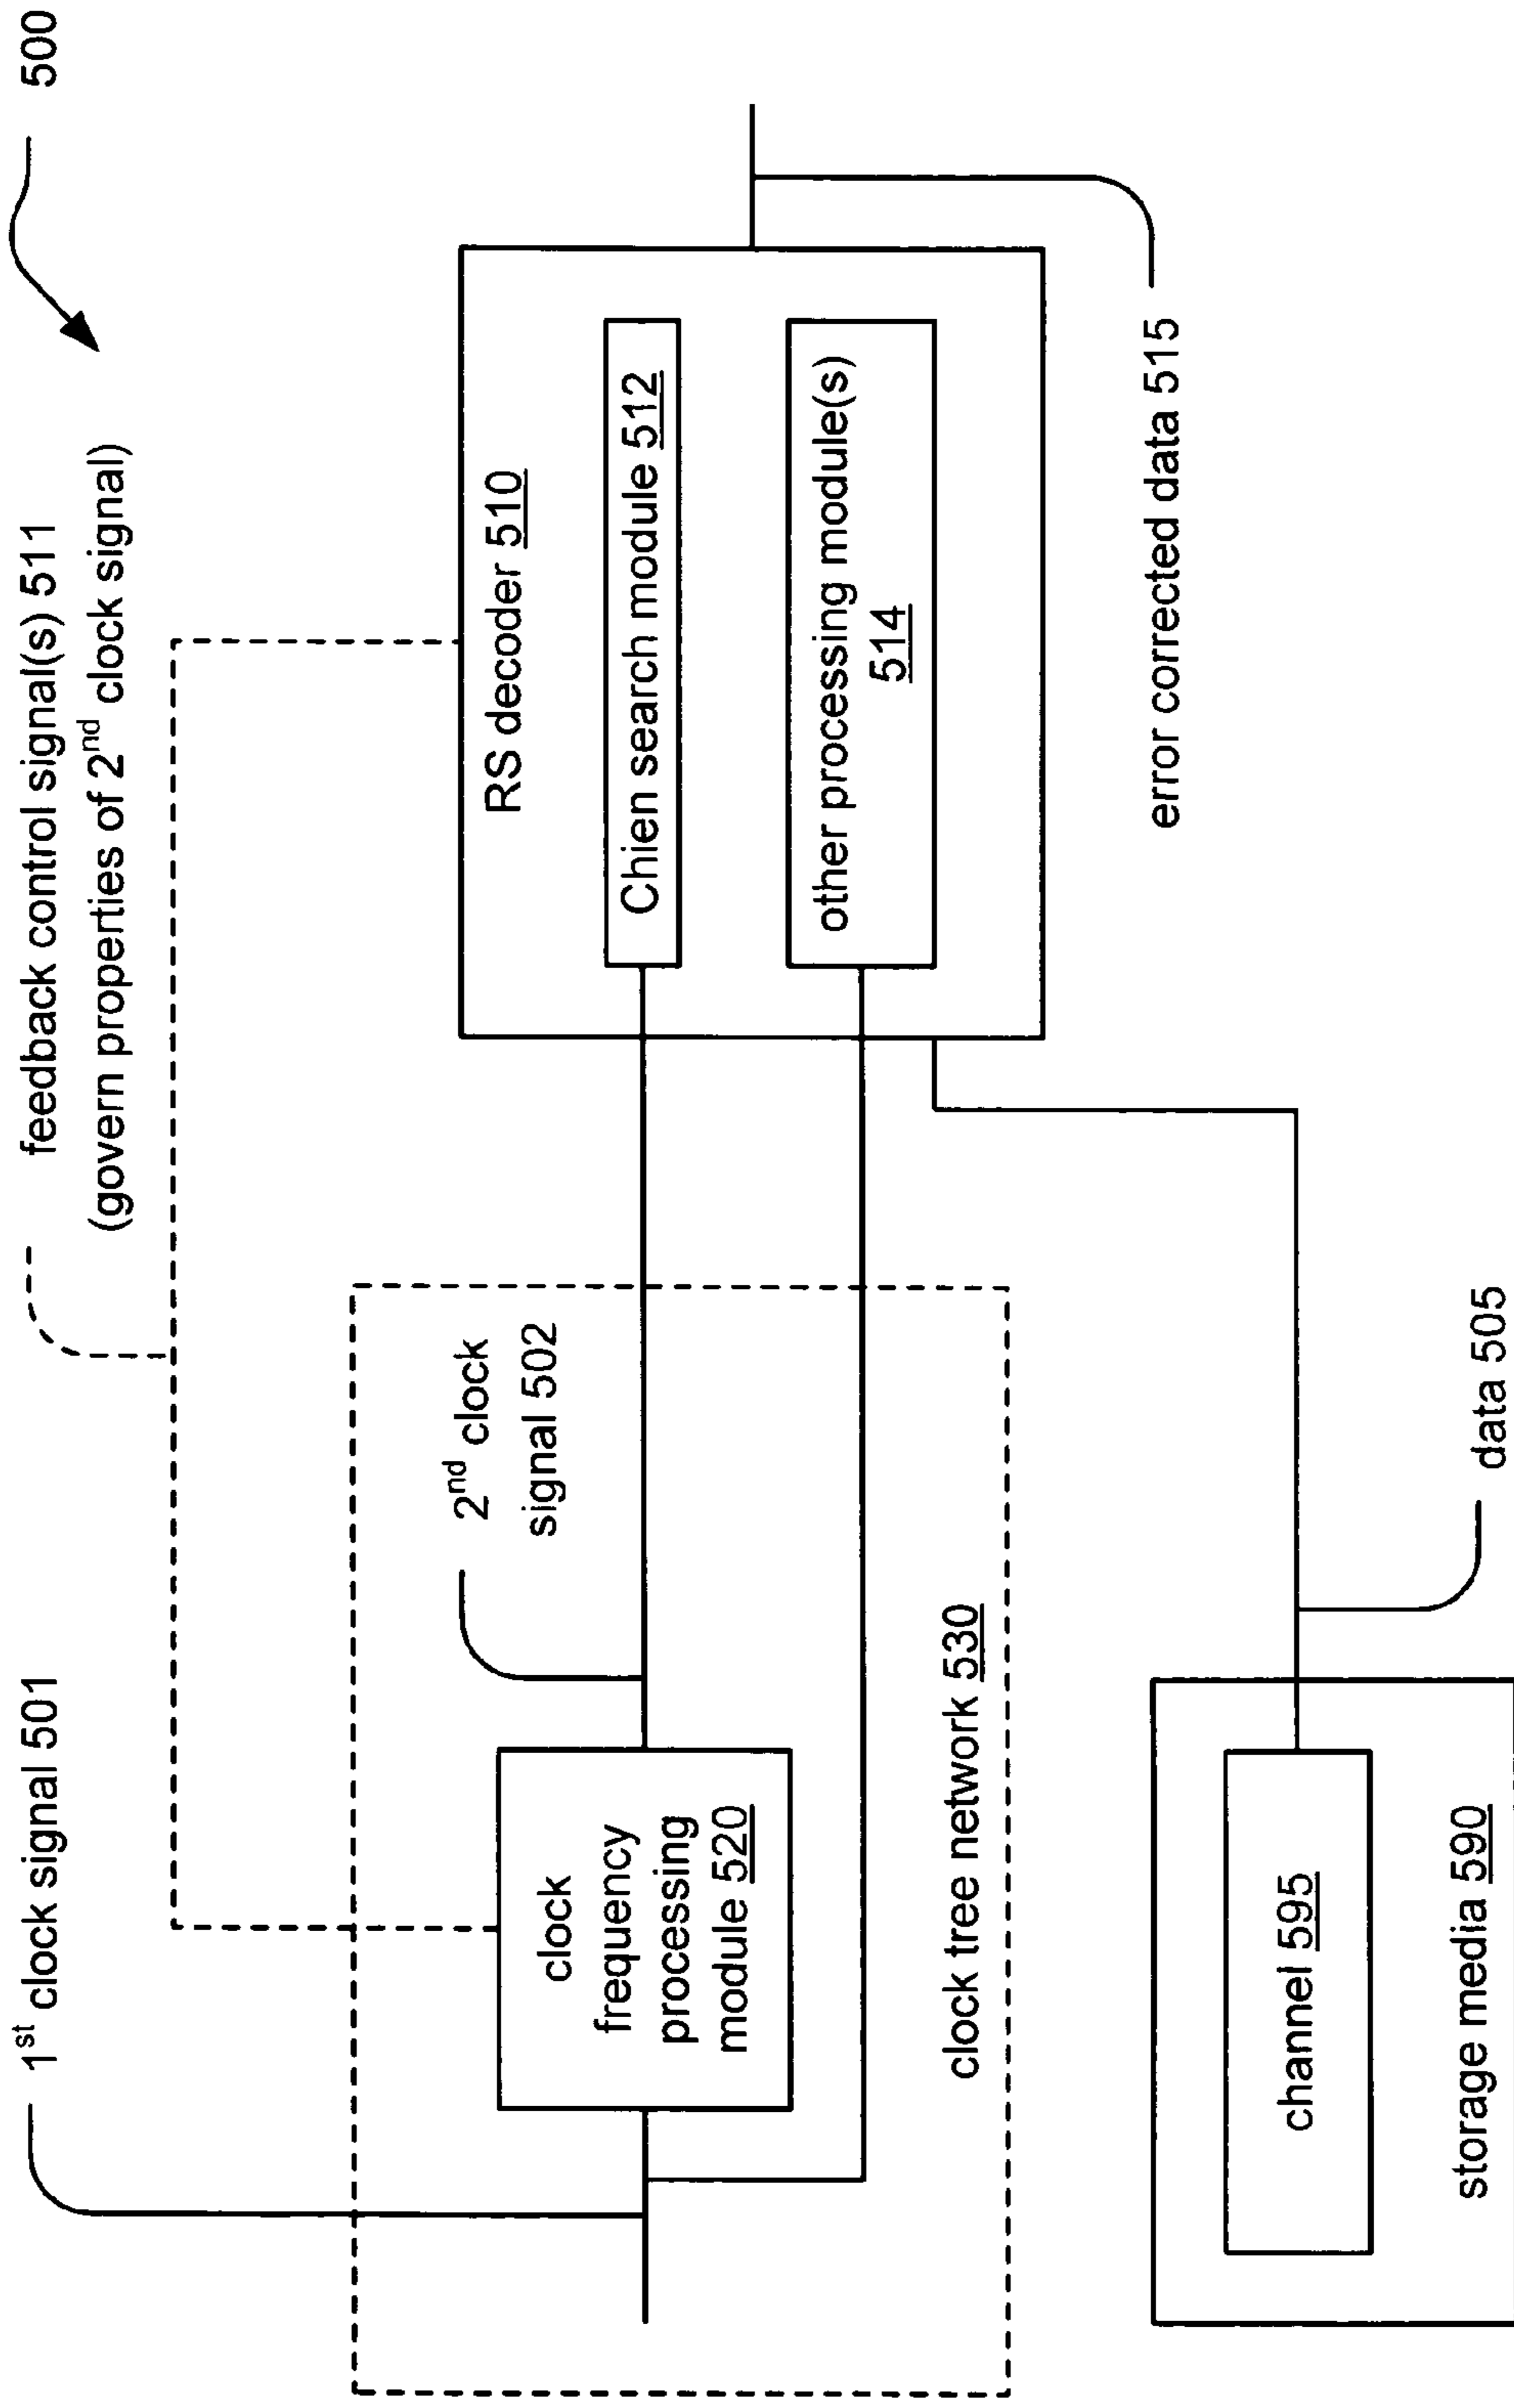 500
feedback control signal(s) 511
(govern properties of 2nd clock signal)
1st clock signal 501
2nd clock
signal 502
clock
frequency
processing
module 520
clock tree network 530
RS decoder 510
Chien search module 512
other processing module(s)
514
error corrected data 515
data 505
channel 595
storage media 590